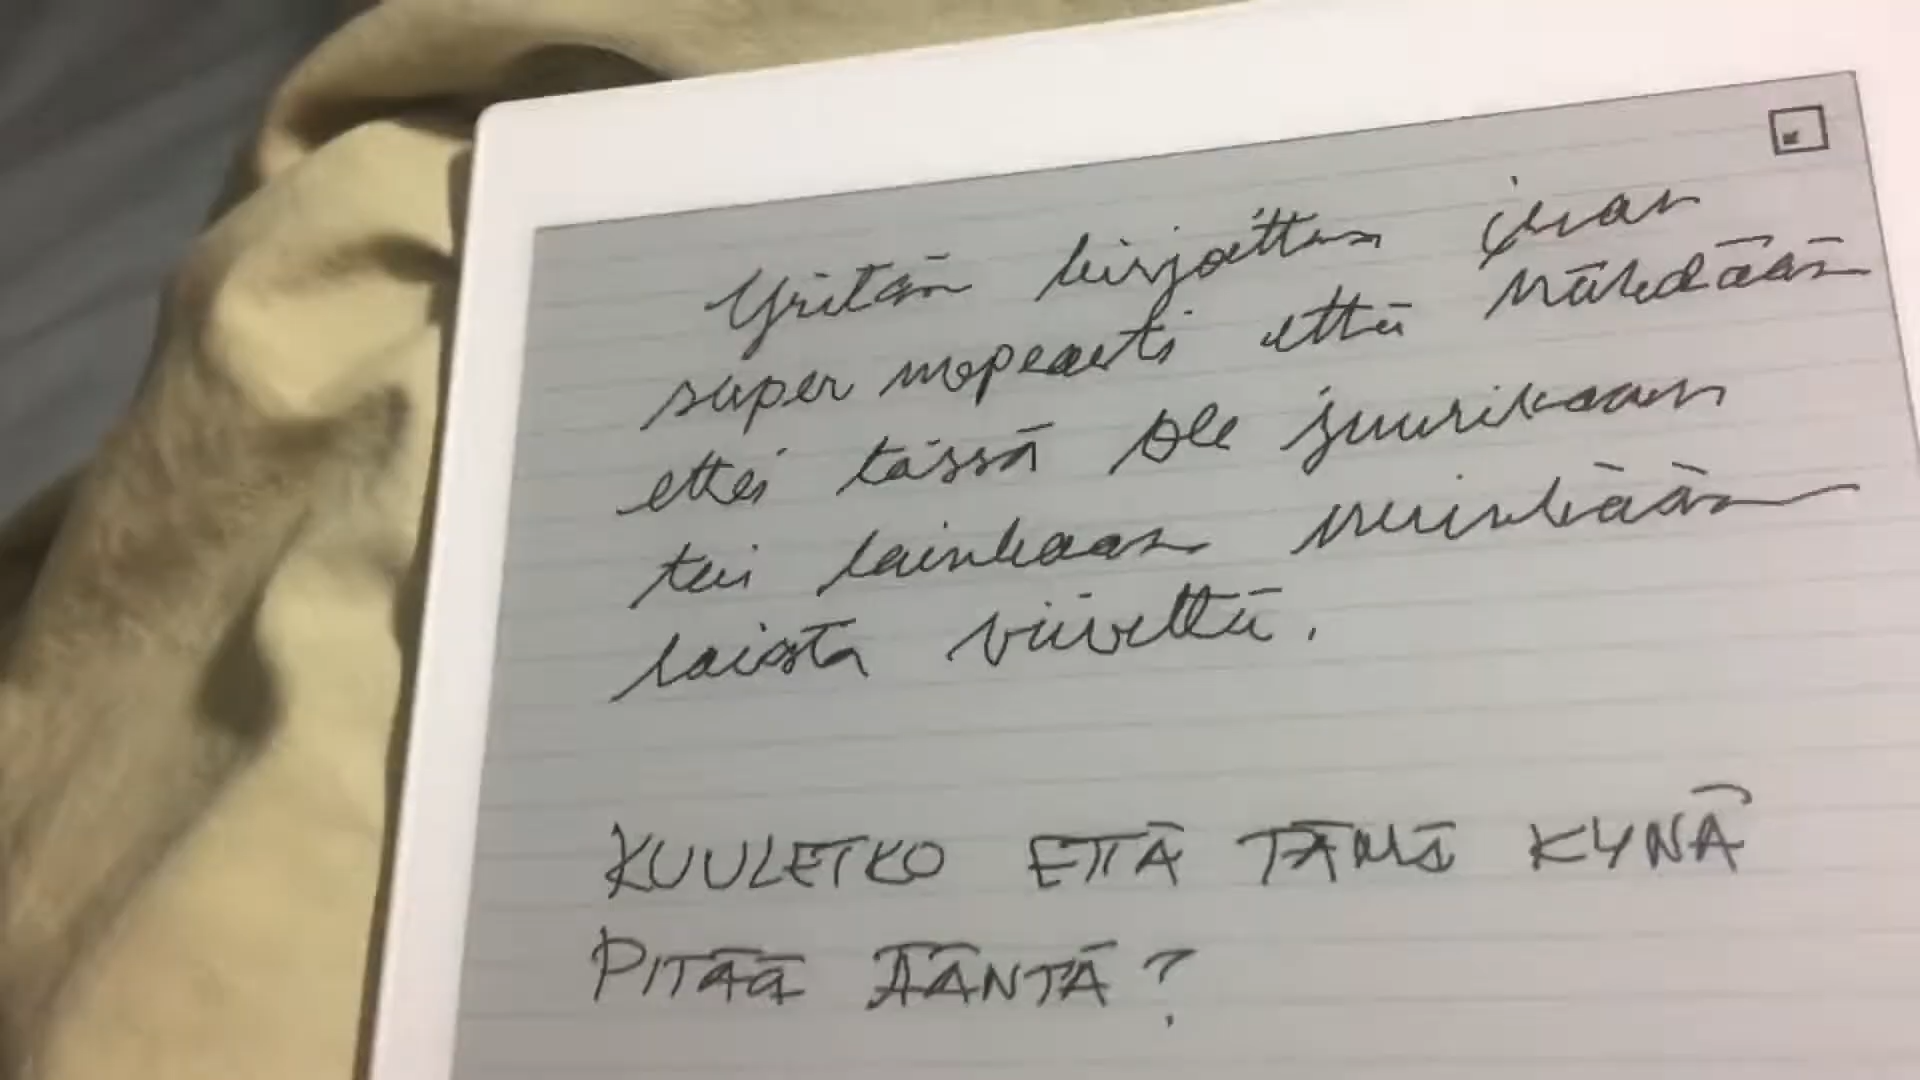 Yritän kirjoittaa ihan
super nopeasti että nähdään
ettei tässä ole juurikaan
tai lainkaan minkään
laista viivettä.
KUULETKO ETTÄ TÄMÄ KYNÄ
PITÄÄ ÄÄNTÄ?